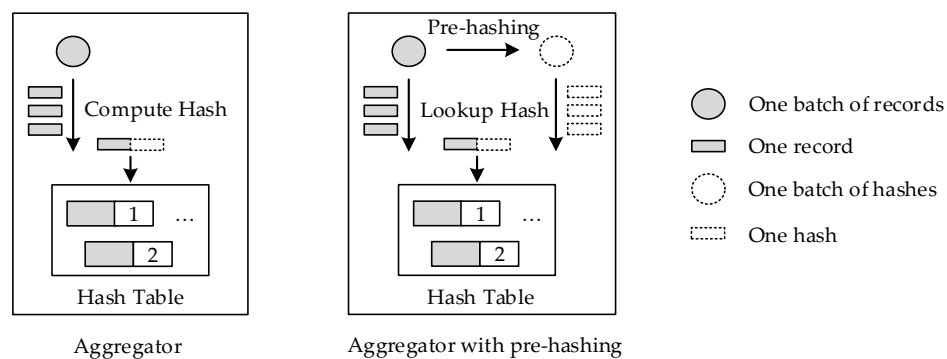 Compute Hash
1 ...
2
Hash Table
Aggregator
Pre-hashing
Lookup Hash
1 ...
2
Hash Table
Aggregator with pre-hashing
One batch of records
One record
One batch of hashes
One hash